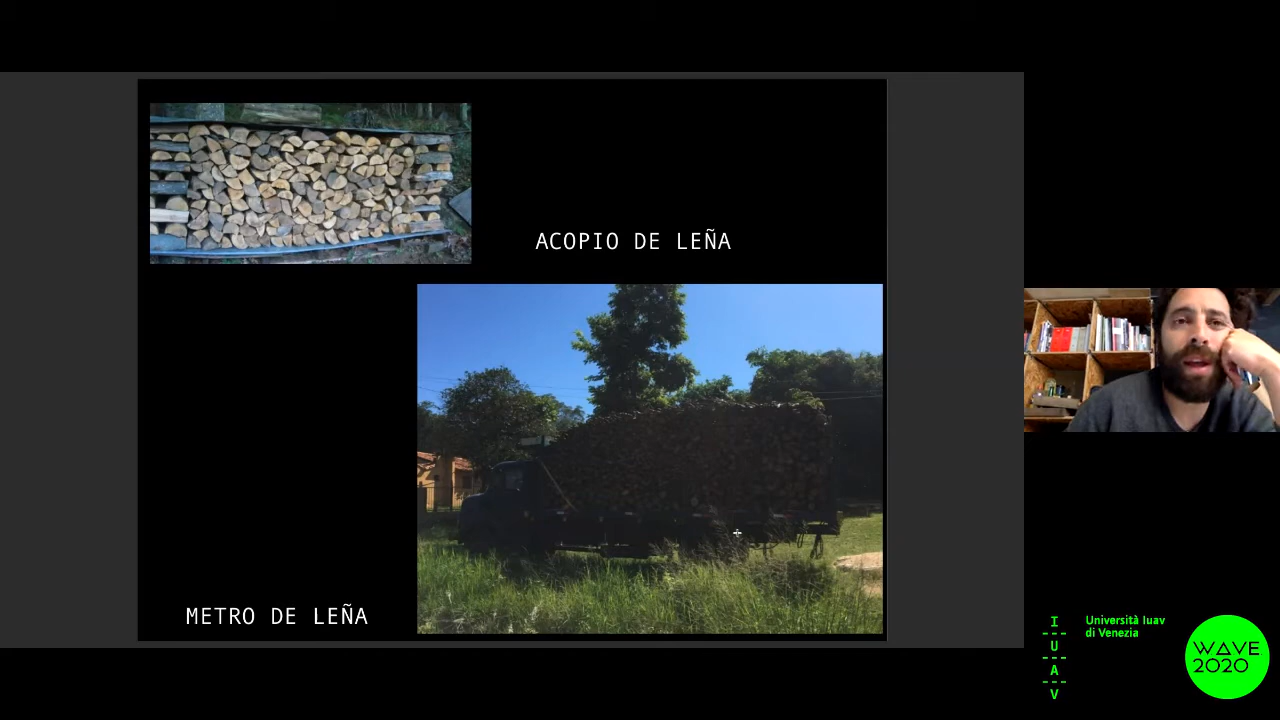 ACOPIO DE LEÑA
METRO DE LEÑA
I
U
A
V
Università Iuav
di Venezia
WAVE
2020